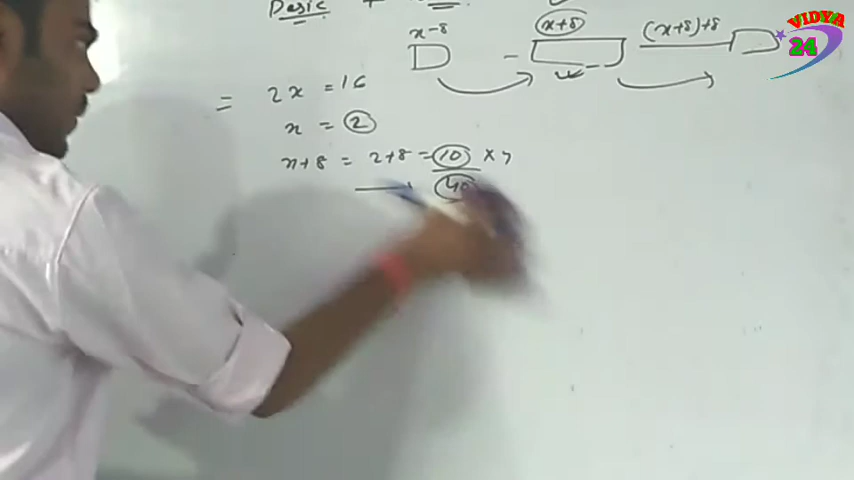 Basic +
x-8 - (x+8) (x+8)+8
VIDYA
24
= 2x = 16
x = 2
x+8 = 2+8 = 10 × 4
40